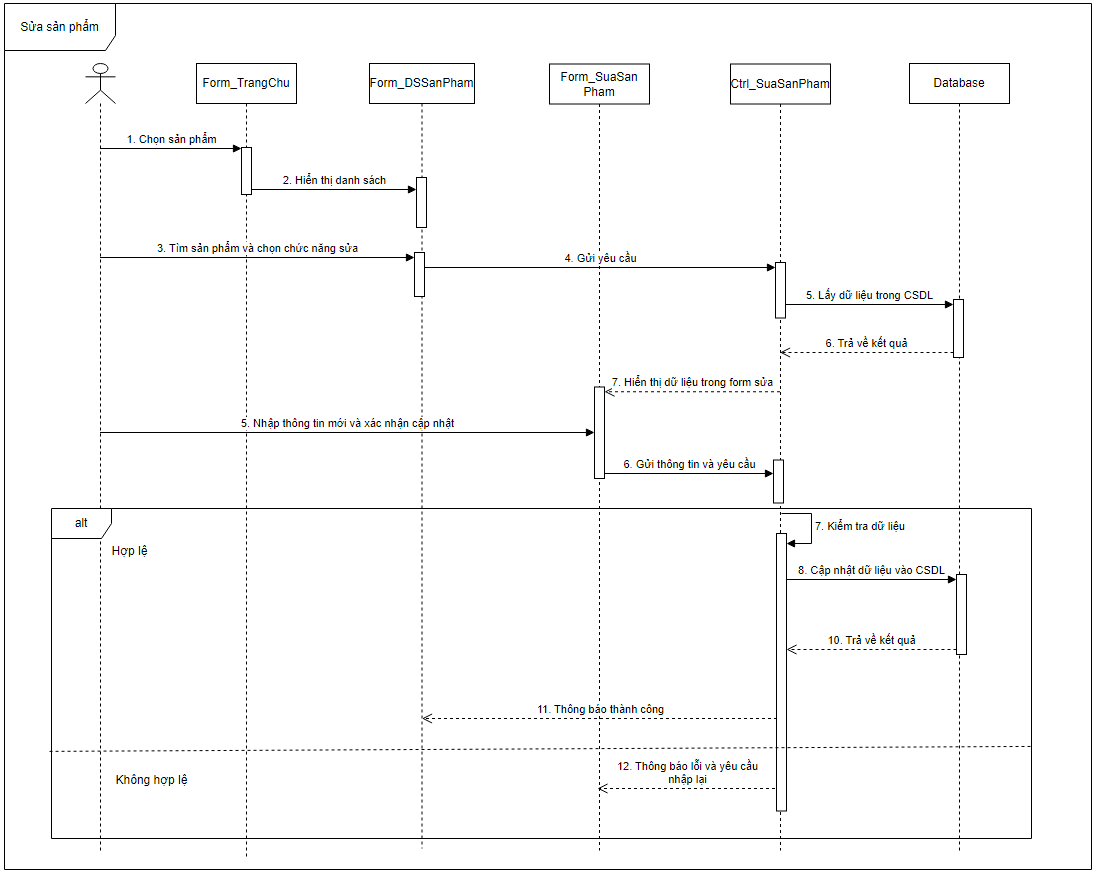 Sửa sản phẩm
Form_TrangChu
Form_DSSanPham
Form_SuaSan
Pham
Ctrl_SuaSanPham
Database
1. Chọn sản phẩm
2. Hiển thị danh sách
3. Tìm sản phẩm và chọn chức năng sửa
4. Gửi yêu cầu
5. Lấy dữ liệu trong CSDL
6. Trả về kết quả
7. Hiển thị dữ liệu trong form sửa
5. Nhập thông tin mới và xác nhận cập nhật
6. Gửi thông tin và yêu cầu
alt
7. Kiểm tra dữ liệu
Hợp lệ
8. Cập nhật dữ liệu vào CSDL
10. Trả về kết quả
11. Thông báo thành công
12. Thông báo lỗi và yêu cầu
nhập lại
Không hợp lệ